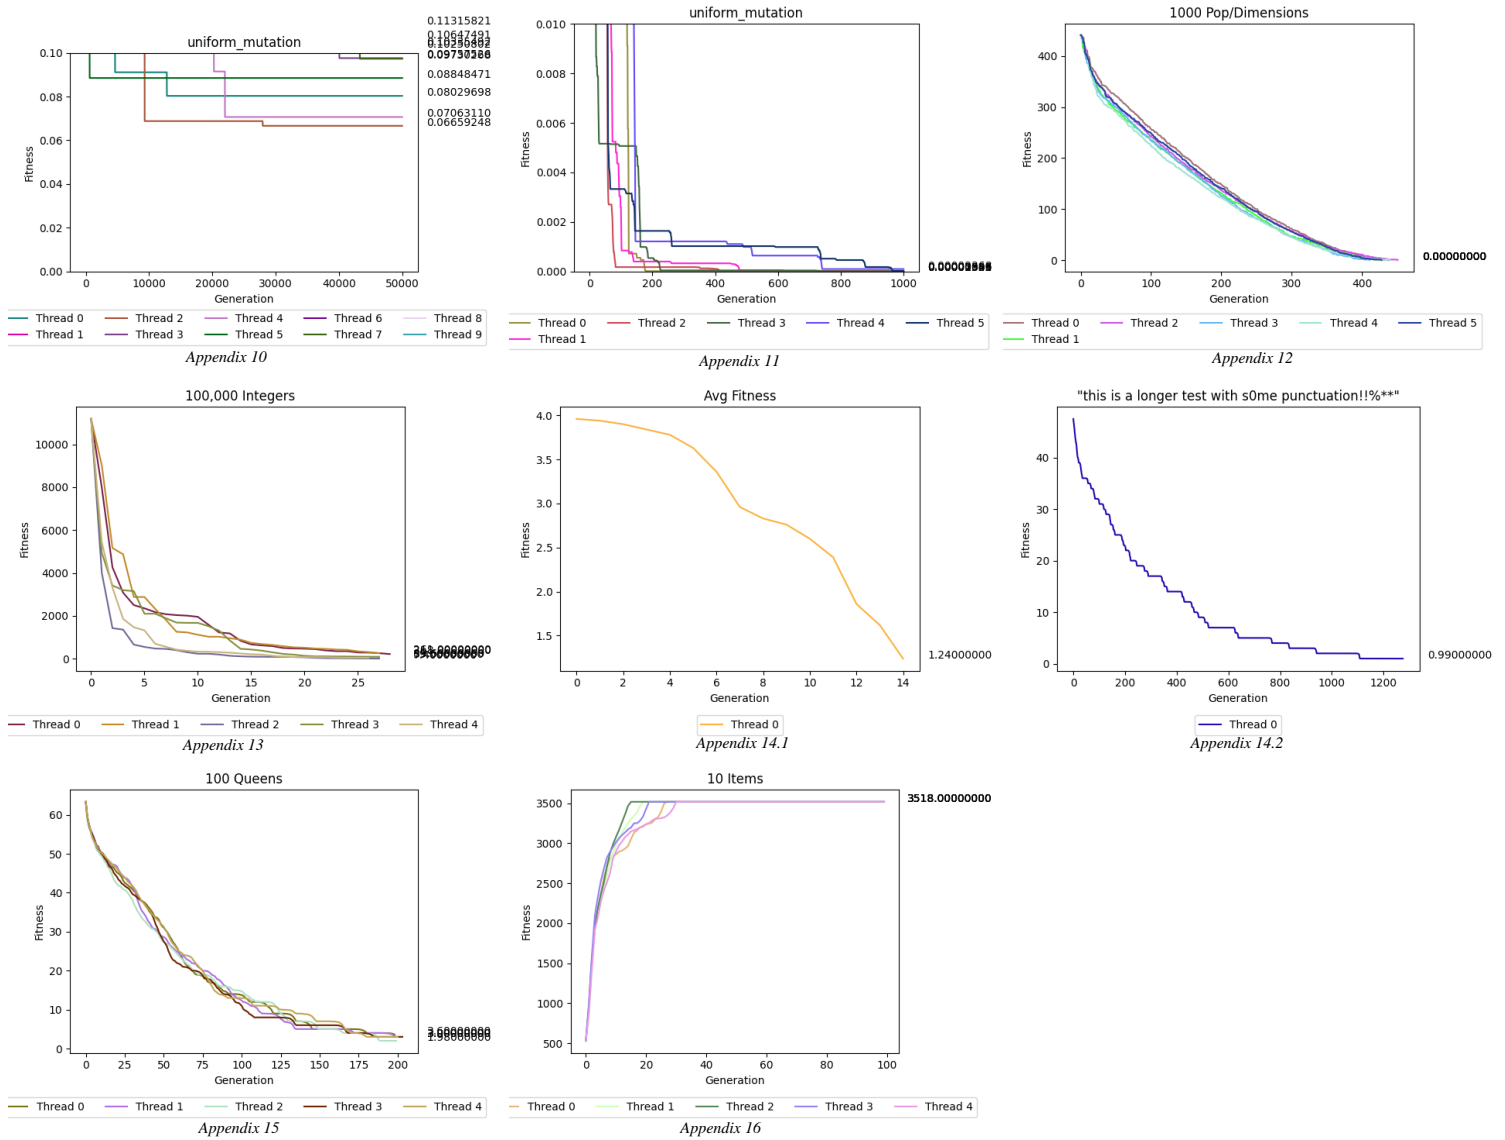 uniform_mutation
0.11315821
0.10647491
0.10230802
0.09730266
0.08848471
0.08029698
0.07063110
0.06659248
0.10
0.08
0.06
0.04
0.02
0.00
Fitness
0 10000 20000 30000 40000 50000
Generation
Thread 0 Thread 2 Thread 4 Thread 6 Thread 8
Thread 1 Thread 3 Thread 5 Thread 7 Thread 9
Appendix 10
uniform_mutation
0.010
0.008
0.006
0.004
0.002
0.000
Fitness
0 200 400 600 800 1000
Generation
Thread 0 Thread 2 Thread 3 Thread 4 Thread 5
Thread 1
Appendix 11
1000 Pop/Dimensions
400
300
200
100
0
Fitness
0.00000000
0 100 200 300 400
Generation
Thread 0 Thread 2 Thread 3 Thread 4 Thread 5
Thread 1
Appendix 12
100,000 Integers
10000
8000
6000
4000
2000
0
Fitness
0 5 10 15 20 25
Generation
Thread 0 Thread 1 Thread 2 Thread 3 Thread 4
Appendix 13
Avg Fitness
4.0
3.5
3.0
2.5
2.0
1.5
Fitness
1.24000000
0 2 4 6 8 10 12 14
Generation
Thread 0
Appendix 14.1
"this is a longer test with s0me punctuation!!%**"
40
30
20
10
0
Fitness
0.99000000
0 200 400 600 800 1000 1200
Generation
Thread 0
Appendix 14.2
100 Queens
60
50
40
30
20
10
0
Fitness
1.98000000
0 25 50 75 100 125 150 175 200
Generation
Thread 0 Thread 1 Thread 2 Thread 3 Thread 4
Appendix 15
10 Items
3500
3000
2500
2000
1500
1000
500
Fitness
3518.00000000
0 20 40 60 80 100
Generation
Thread 0 Thread 1 Thread 2 Thread 3 Thread 4
Appendix 16